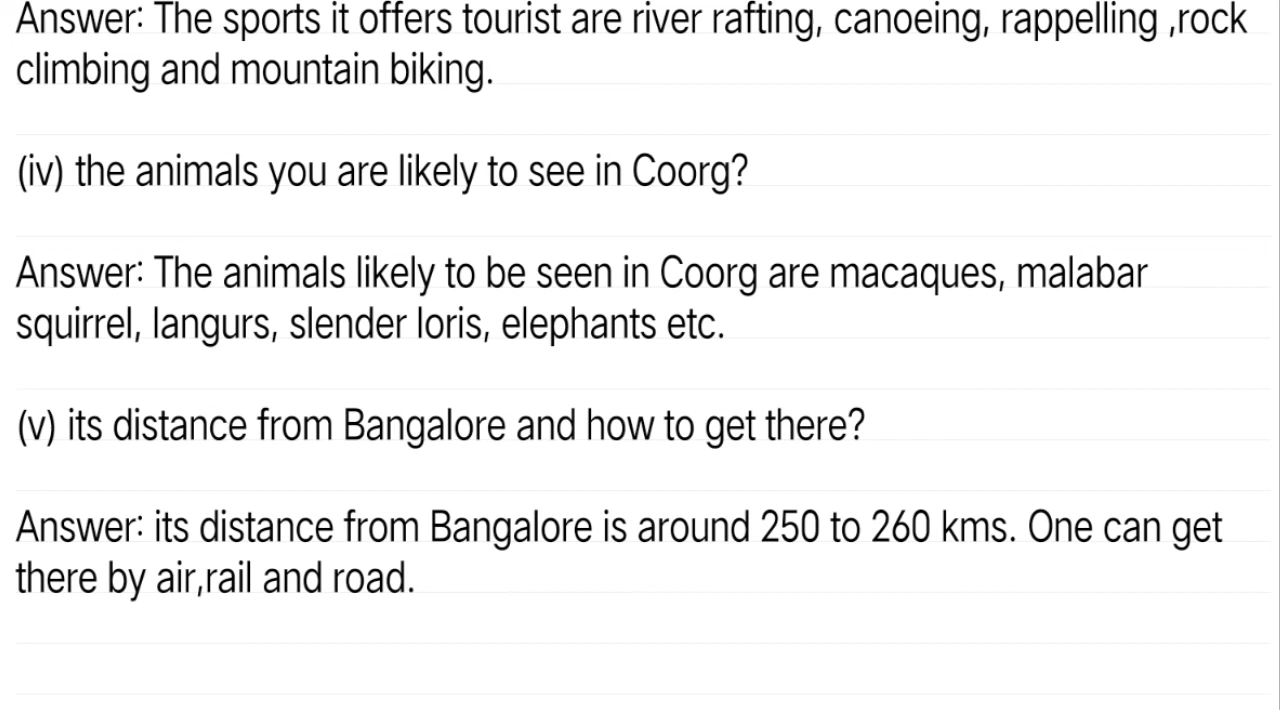 Answer: The sports it offers tourist are river rafting, canoeing, rappelling ,rock
climbing and mountain biking.
(iv) the animals you are likely to see in Coorg?
Answer: The animals likely to be seen in Coorg are macaques, malabar
squirrel, langurs, slender loris, elephants etc.
(v) its distance from Bangalore and how to get there?
Answer: its distance from Bangalore is around 250 to 260 kms. One can get
there by air,rail and road.